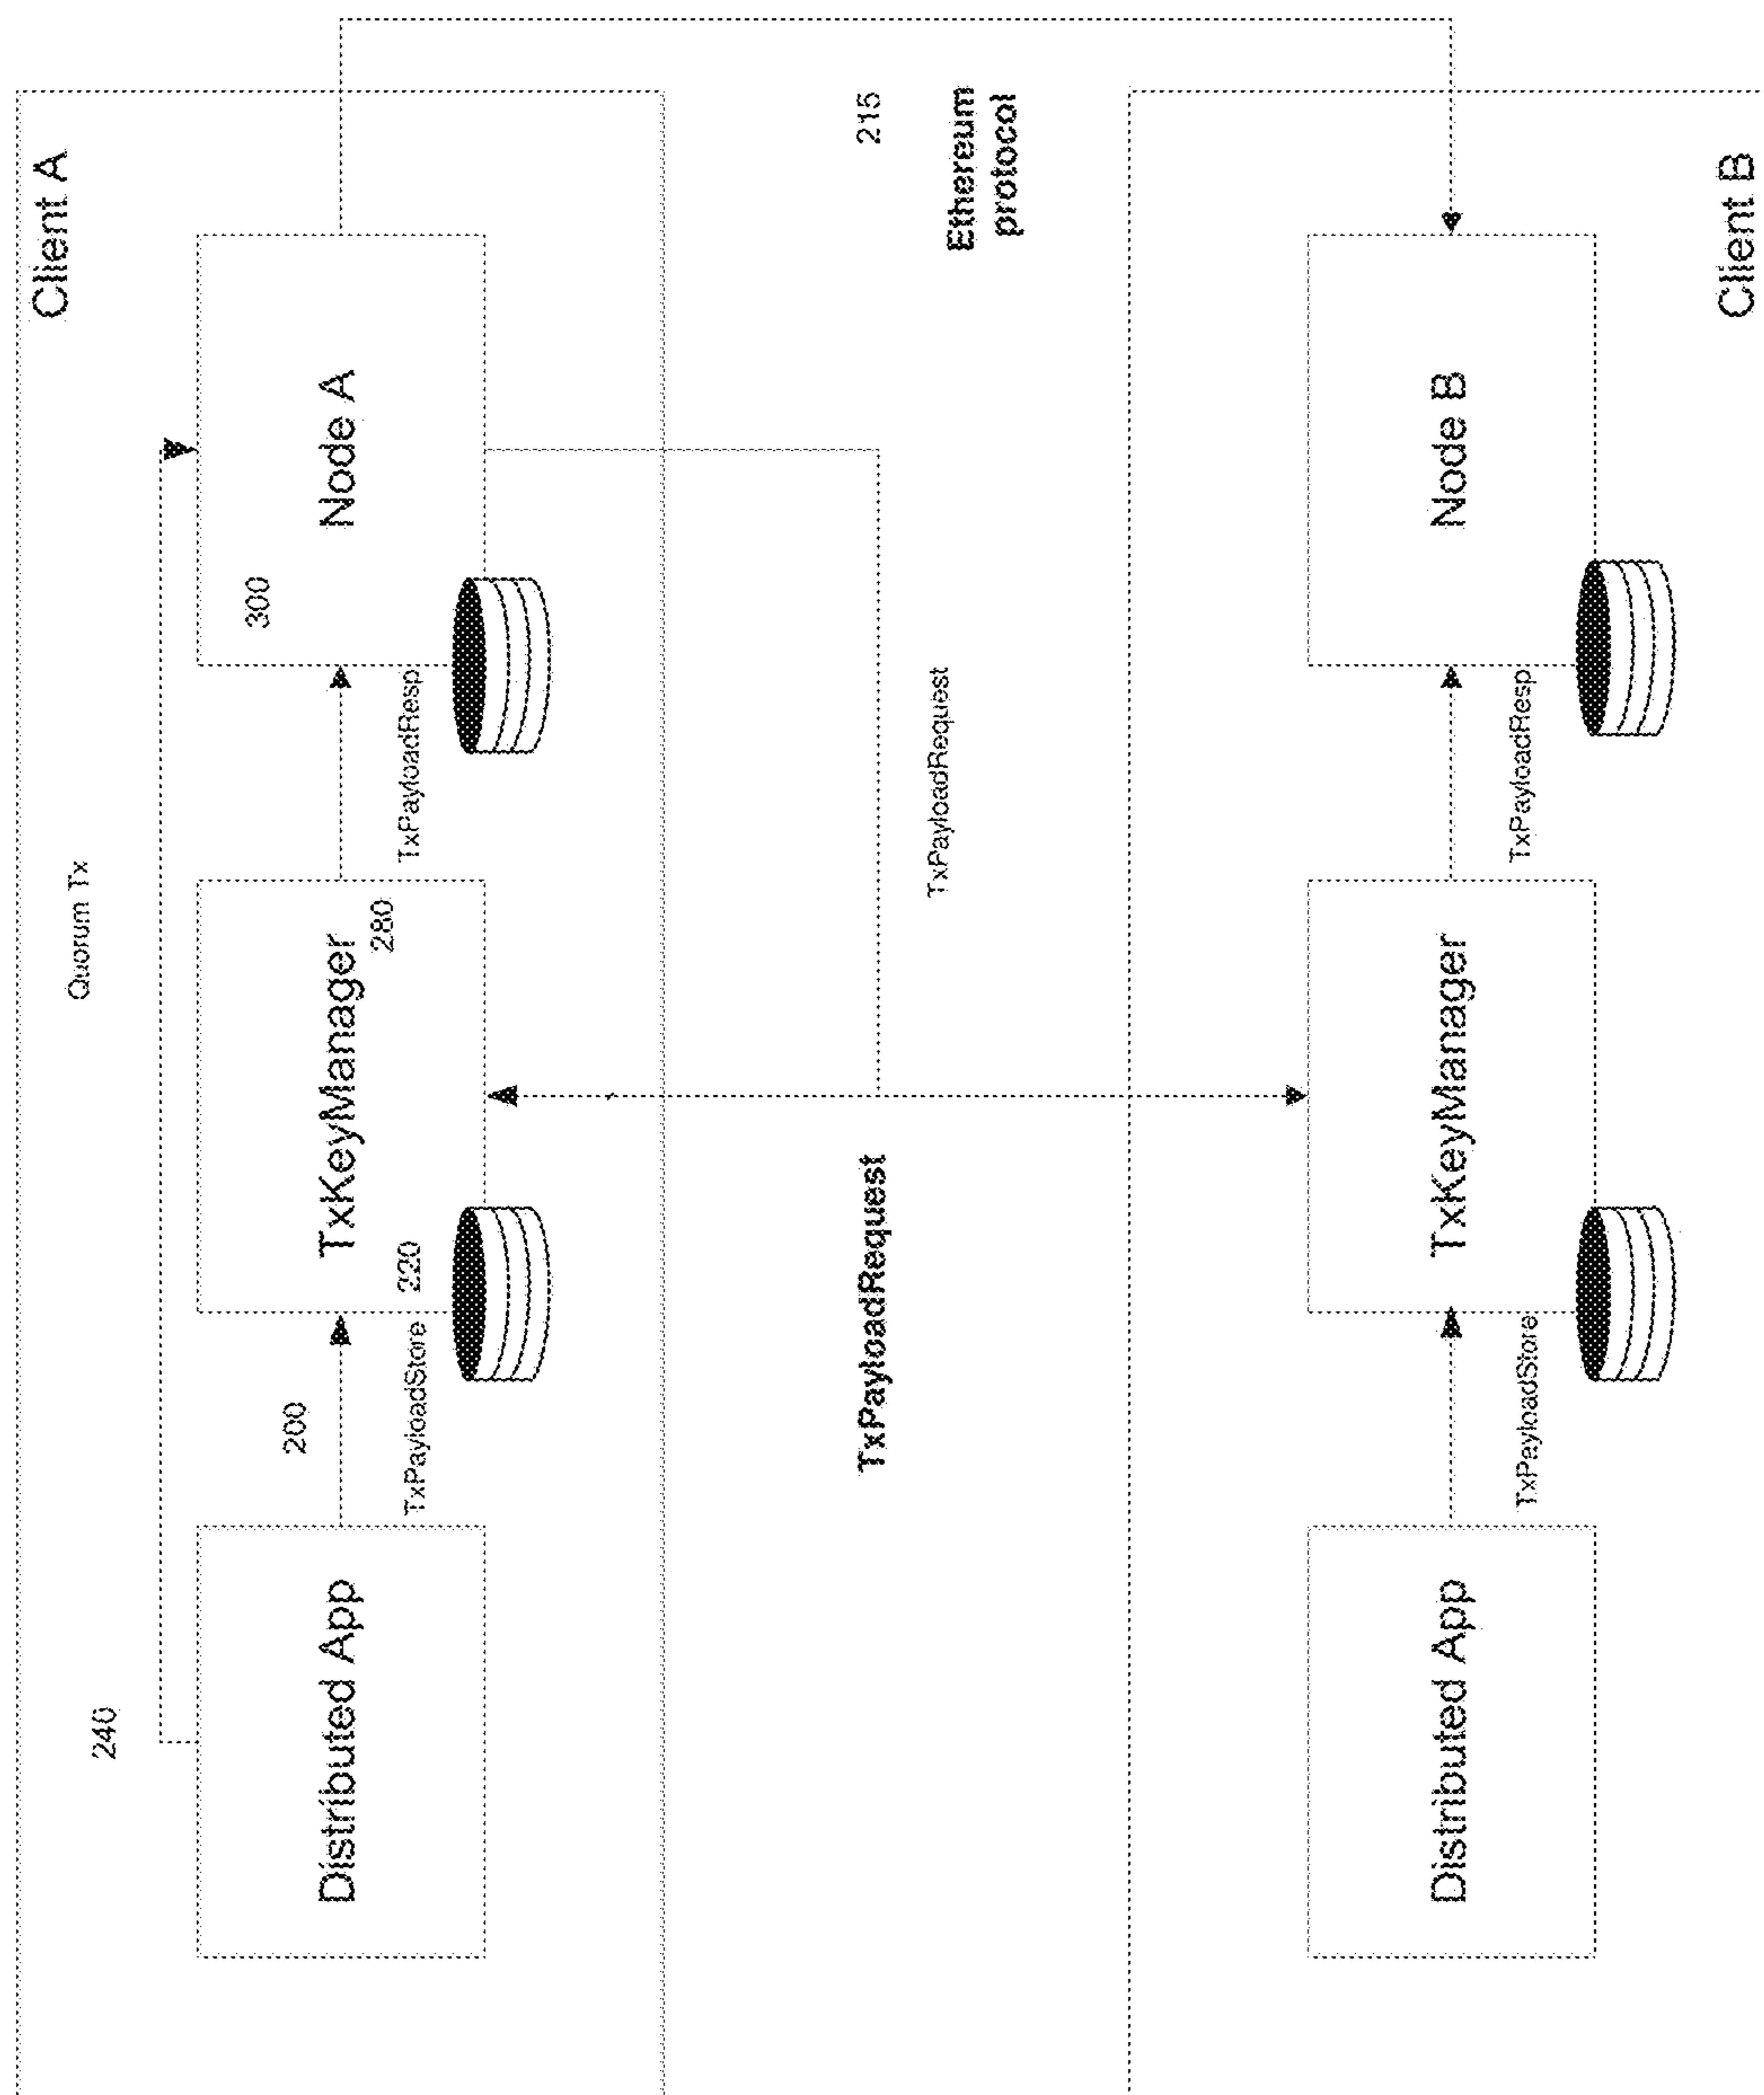 Client A
Quorum Tx
240
Distributed App
200
TxPayloadStore
TxKeyManager
220
280
TxPayloadResp
300
Node A
TxPayloadRequest
TxPayloadRequest
215
Ethereum
protocol
Distributed App
TxPayloadStore
TxKeyManager
TxPayloadResp
Node B
Client B